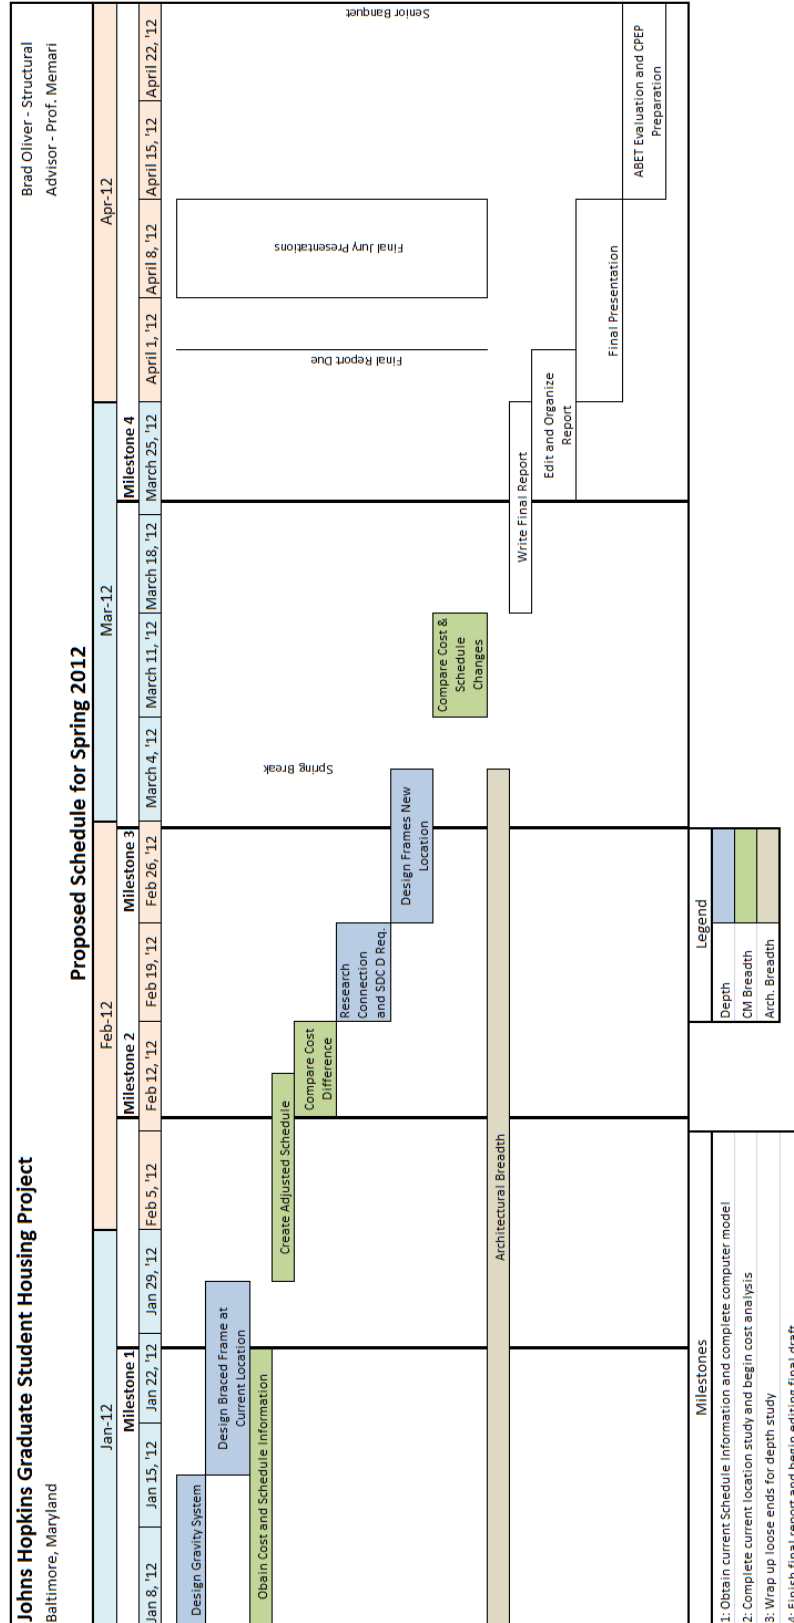 Johns Hopkins Graduate Student Housing Project
Baltimore, Maryland
Brad Oliver - Structural
Advisor - Prof. Memari
Proposed Schedule for Spring 2012
Jan-12
Feb-12
Mar-12
Apr-12
Milestone 1
Milestone 2
Milestone 3
Milestone 4
Jan 8, '12
Jan 15, '12
Jan 22, '12
Jan 29, '12
Feb 5, '12
Feb 12, '12
Feb 19, '12
Feb 26, '12
March 4, '12
March 11, '12
March 18, '12
March 25, '12
April 1, '12
April 8, '12
April 15, '12
April 22, '12
Design Gravity System
Design Braced Frame at
Current Location
Obain Cost and Schedule Information
Create Adjusted Schedule
Compare Cost
Difference
Research
Connection
and SDC D Req.
Design Frames New
Location
Spring Break
Compare Cost &
Schedule
Changes
Architectural Breadth
Write Final Report
Edit and Organize
Report
Final Report Due
Final Jury Presentations
Final Presentation
ABET Evaluation and CPEP
Preparation
Senior Banquet
Milestones
1: Obtain current Schedule Information and complete computer model
2: Complete current location study and begin cost analysis
3: Wrap up loose ends for depth study
4: Finish final report and begin editing final draft
Legend
Depth
CM Breadth
Arch. Breadth